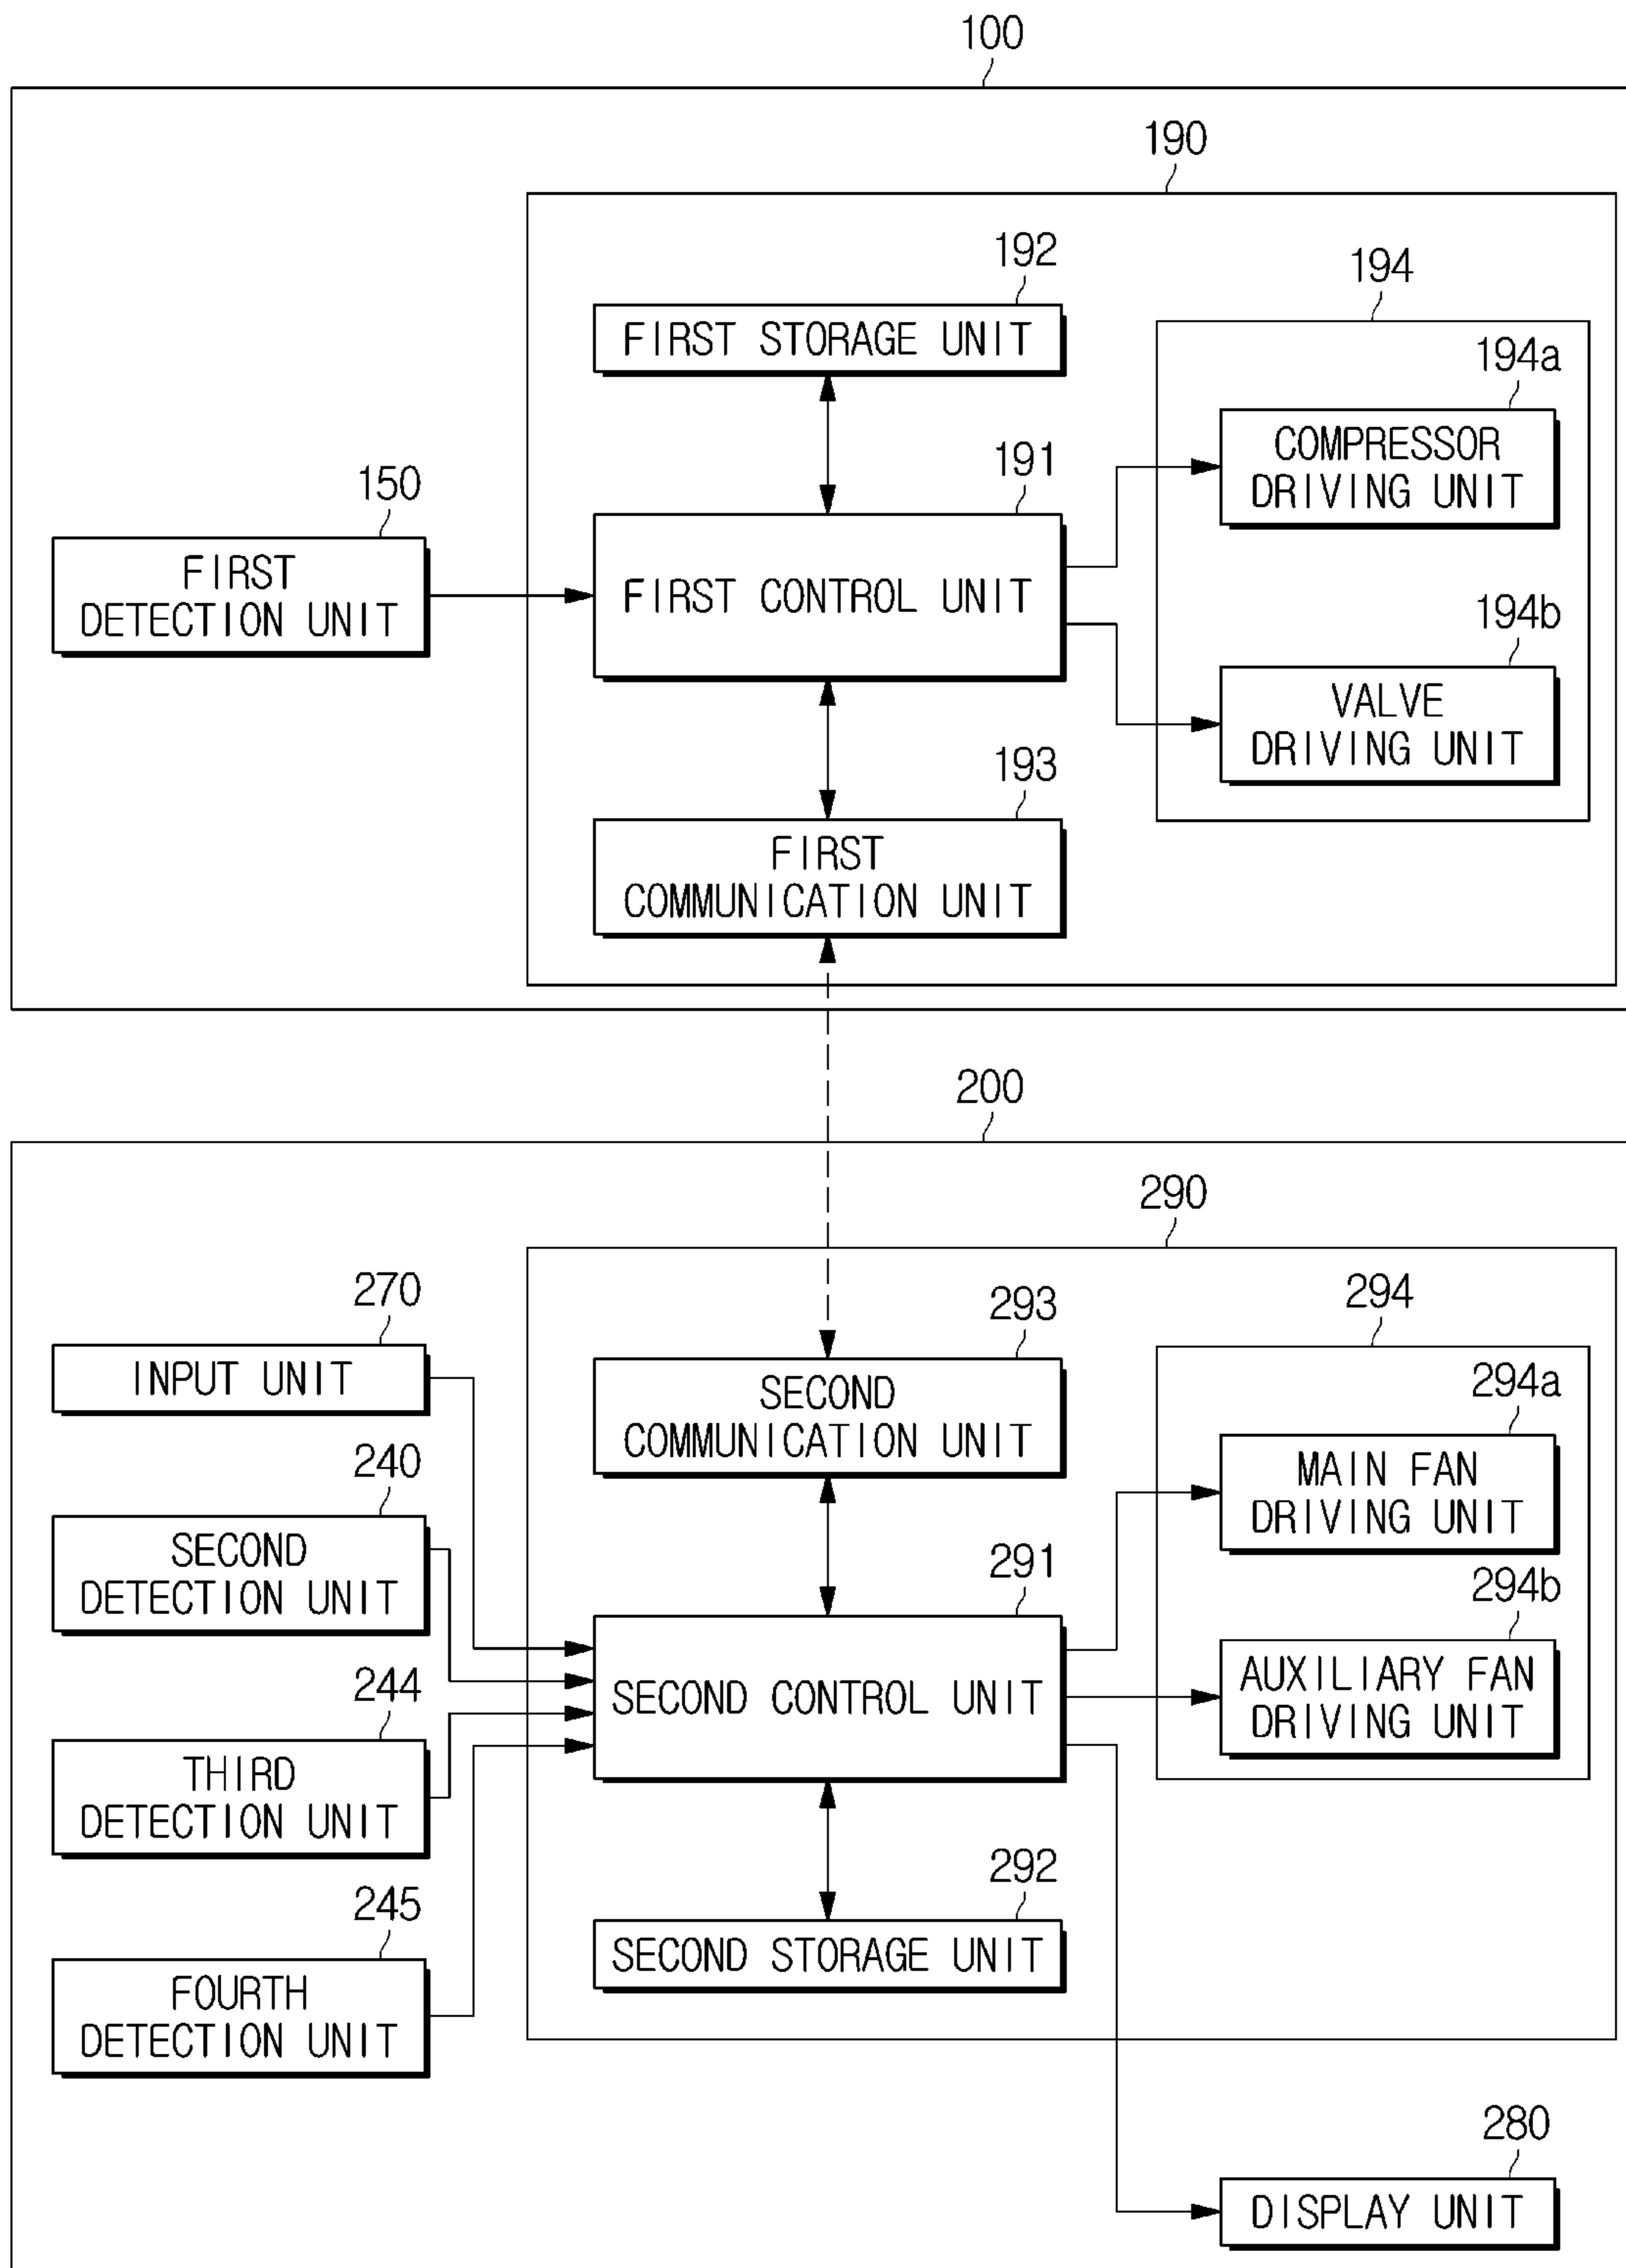 100
190
192
FIRST STORAGE UNIT
194
194a
COMPRESSOR
DRIVING UNIT
150
FIRST
DETECTION UNIT
191
FIRST CONTROL UNIT
194b
VALVE
DRIVING UNIT
193
FIRST
COMMUNICATION UNIT
200
290
270
INPUT UNIT
293
SECOND
COMMUNICATION UNIT
294
294a
MAIN FAN
DRIVING UNIT
240
SECOND
DETECTION UNIT
291
SECOND CONTROL UNIT
294b
AUXILIARY FAN
DRIVING UNIT
244
THIRD
DETECTION UNIT
292
SECOND STORAGE UNIT
245
FOURTH
DETECTION UNIT
280
DISPLAY UNIT